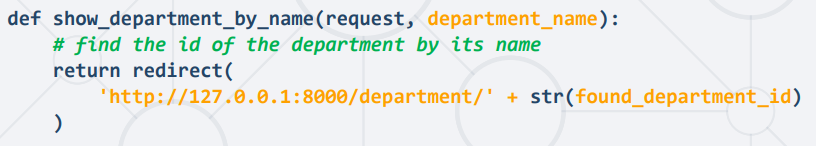 def show_department_by_name(request, department_name):
    # find the id of the department by its name
    return redirect(
        'http://127.0.0.1:8000/department/' + str(found_department_id)
    )